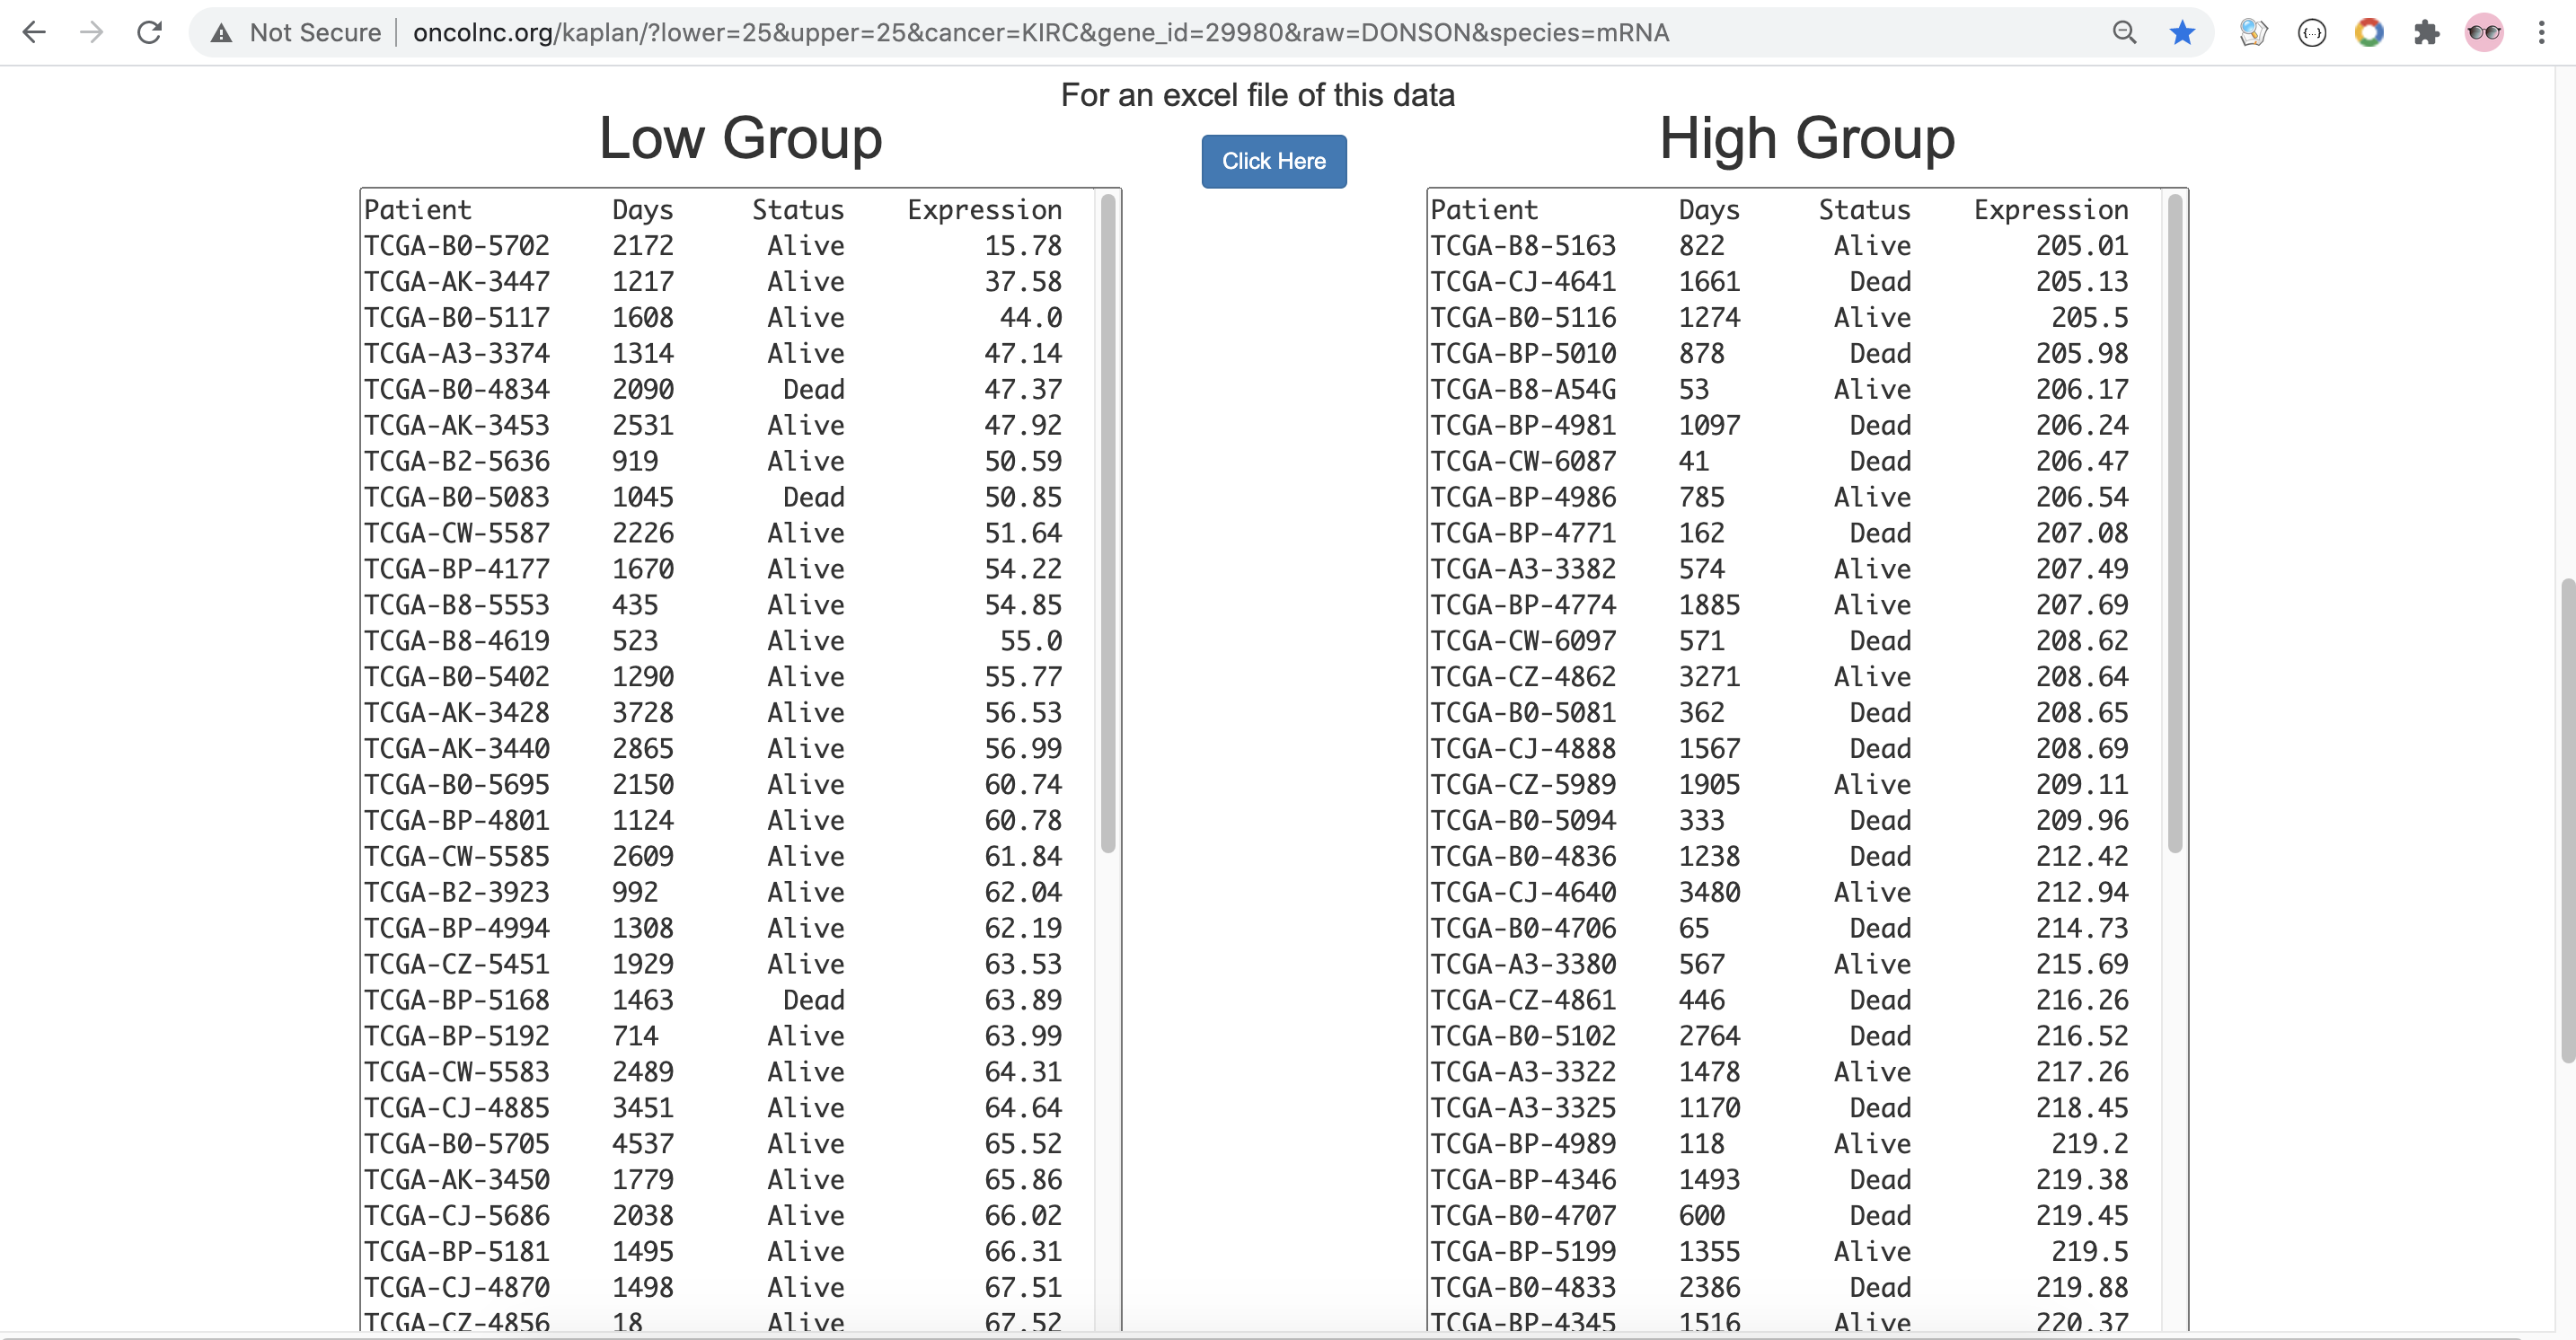 Not Secure | oncolnc.org/kaplan/?lower=25&upper=25&cancer=KIRC&gene_id=29980&raw=DONSON&species=mRNA
For an excel file of this data
Low Group
Click Here
High Group
Patient Days Status Expression
TCGA-B0-5702 2172 Alive 15.78
TCGA-AK-3447 1217 Alive 37.58
TCGA-B0-5117 1608 Alive 44.0
TCGA-A3-3374 1314 Alive 47.14
TCGA-B0-4834 2090 Dead 47.37
TCGA-AK-3453 2531 Alive 47.92
TCGA-B2-5636 919 Alive 50.59
TCGA-B0-5083 1045 Dead 50.85
TCGA-CW-5587 2226 Alive 51.64
TCGA-BP-4177 1670 Alive 54.22
TCGA-B8-5553 435 Alive 54.85
TCGA-B8-4619 523 Alive 55.0
TCGA-B0-5402 1290 Alive 55.77
TCGA-AK-3428 3728 Alive 56.53
TCGA-AK-3440 2865 Alive 56.99
TCGA-B0-5695 2150 Alive 60.74
TCGA-BP-4801 1124 Alive 60.78
TCGA-CW-5585 2609 Alive 61.84
TCGA-B2-3923 992 Alive 62.04
TCGA-BP-4994 1308 Alive 62.19
TCGA-CZ-5451 1929 Alive 63.53
TCGA-BP-5168 1463 Dead 63.89
TCGA-BP-5192 714 Alive 63.99
TCGA-CW-5583 2489 Alive 64.31
TCGA-CJ-4885 3451 Alive 64.64
TCGA-B0-5705 4537 Alive 65.52
TCGA-AK-3450 1779 Alive 65.86
TCGA-CJ-5686 2038 Alive 66.02
TCGA-BP-5181 1495 Alive 66.31
TCGA-CJ-4870 1498 Alive 67.51
TCGA-CZ-4856 18 Alive 67.52
Patient Days Status Expression
TCGA-B8-5163 822 Alive 205.01
TCGA-CJ-4641 1661 Dead 205.13
TCGA-B0-5116 1274 Alive 205.5
TCGA-BP-5010 878 Dead 205.98
TCGA-B8-A54G 53 Alive 206.17
TCGA-BP-4981 1097 Dead 206.24
TCGA-CW-6087 41 Dead 206.47
TCGA-BP-4986 785 Alive 206.54
TCGA-BP-4771 162 Dead 207.08
TCGA-A3-3382 574 Alive 207.49
TCGA-BP-4774 1885 Alive 207.69
TCGA-CW-6097 571 Dead 208.62
TCGA-CZ-4862 3271 Alive 208.64
TCGA-B0-5081 362 Dead 208.65
TCGA-CJ-4888 1567 Dead 208.69
TCGA-CZ-5989 1905 Alive 209.11
TCGA-B0-5094 333 Dead 209.96
TCGA-B0-4836 1238 Dead 212.42
TCGA-CJ-4640 3480 Alive 212.94
TCGA-B0-4706 65 Dead 214.73
TCGA-A3-3380 567 Alive 215.69
TCGA-CZ-4861 446 Dead 216.26
TCGA-B0-5102 2764 Dead 216.52
TCGA-A3-3322 1478 Alive 217.26
TCGA-A3-3325 1170 Dead 218.45
TCGA-BP-4989 118 Alive 219.2
TCGA-BP-4346 1493 Dead 219.38
TCGA-B0-4707 600 Dead 219.45
TCGA-BP-5199 1355 Alive 219.5
TCGA-B0-4833 2386 Dead 219.88
TCGA-BP-4345 1516 Alive 220.37